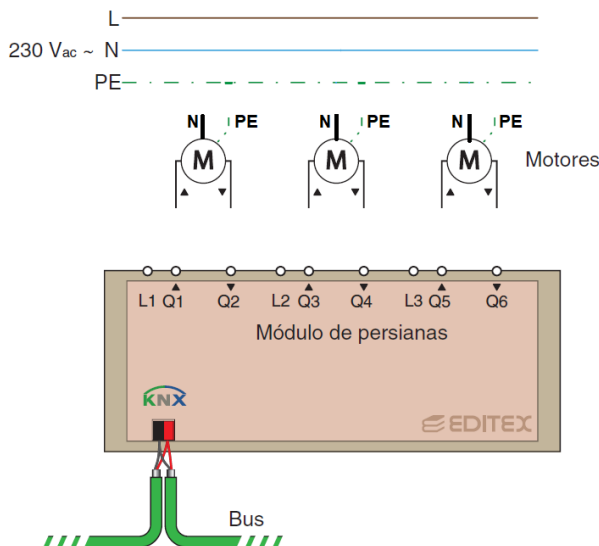 L
230 Vac ~ N
PE
N PE N PE N PE
M M M Motores
L1 Q1 Q2 L2 Q3 Q4 L3 Q5 Q6
Módulo de persianas
KNX
EDITEX
Bus